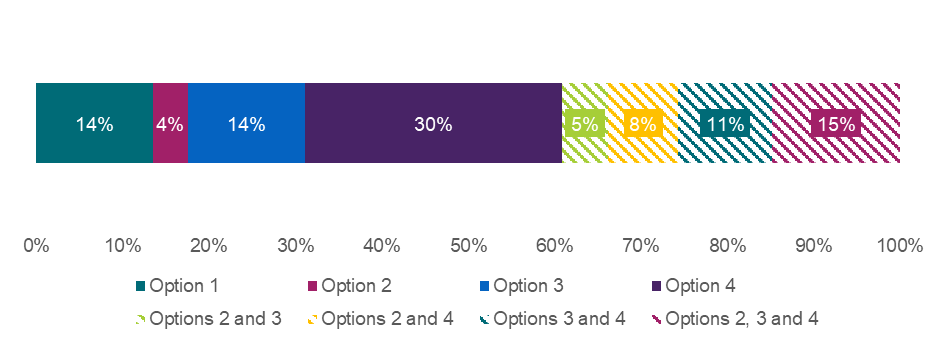 14% 4% 14% 30% 5% 8% 11% 15%
0% 10% 20% 30% 40% 50% 60% 70% 80% 90% 100%
Option 1 Option 2 Option 3 Option 4
Options 2 and 3 Options 2 and 4 Options 3 and 4 Options 2, 3 and 4